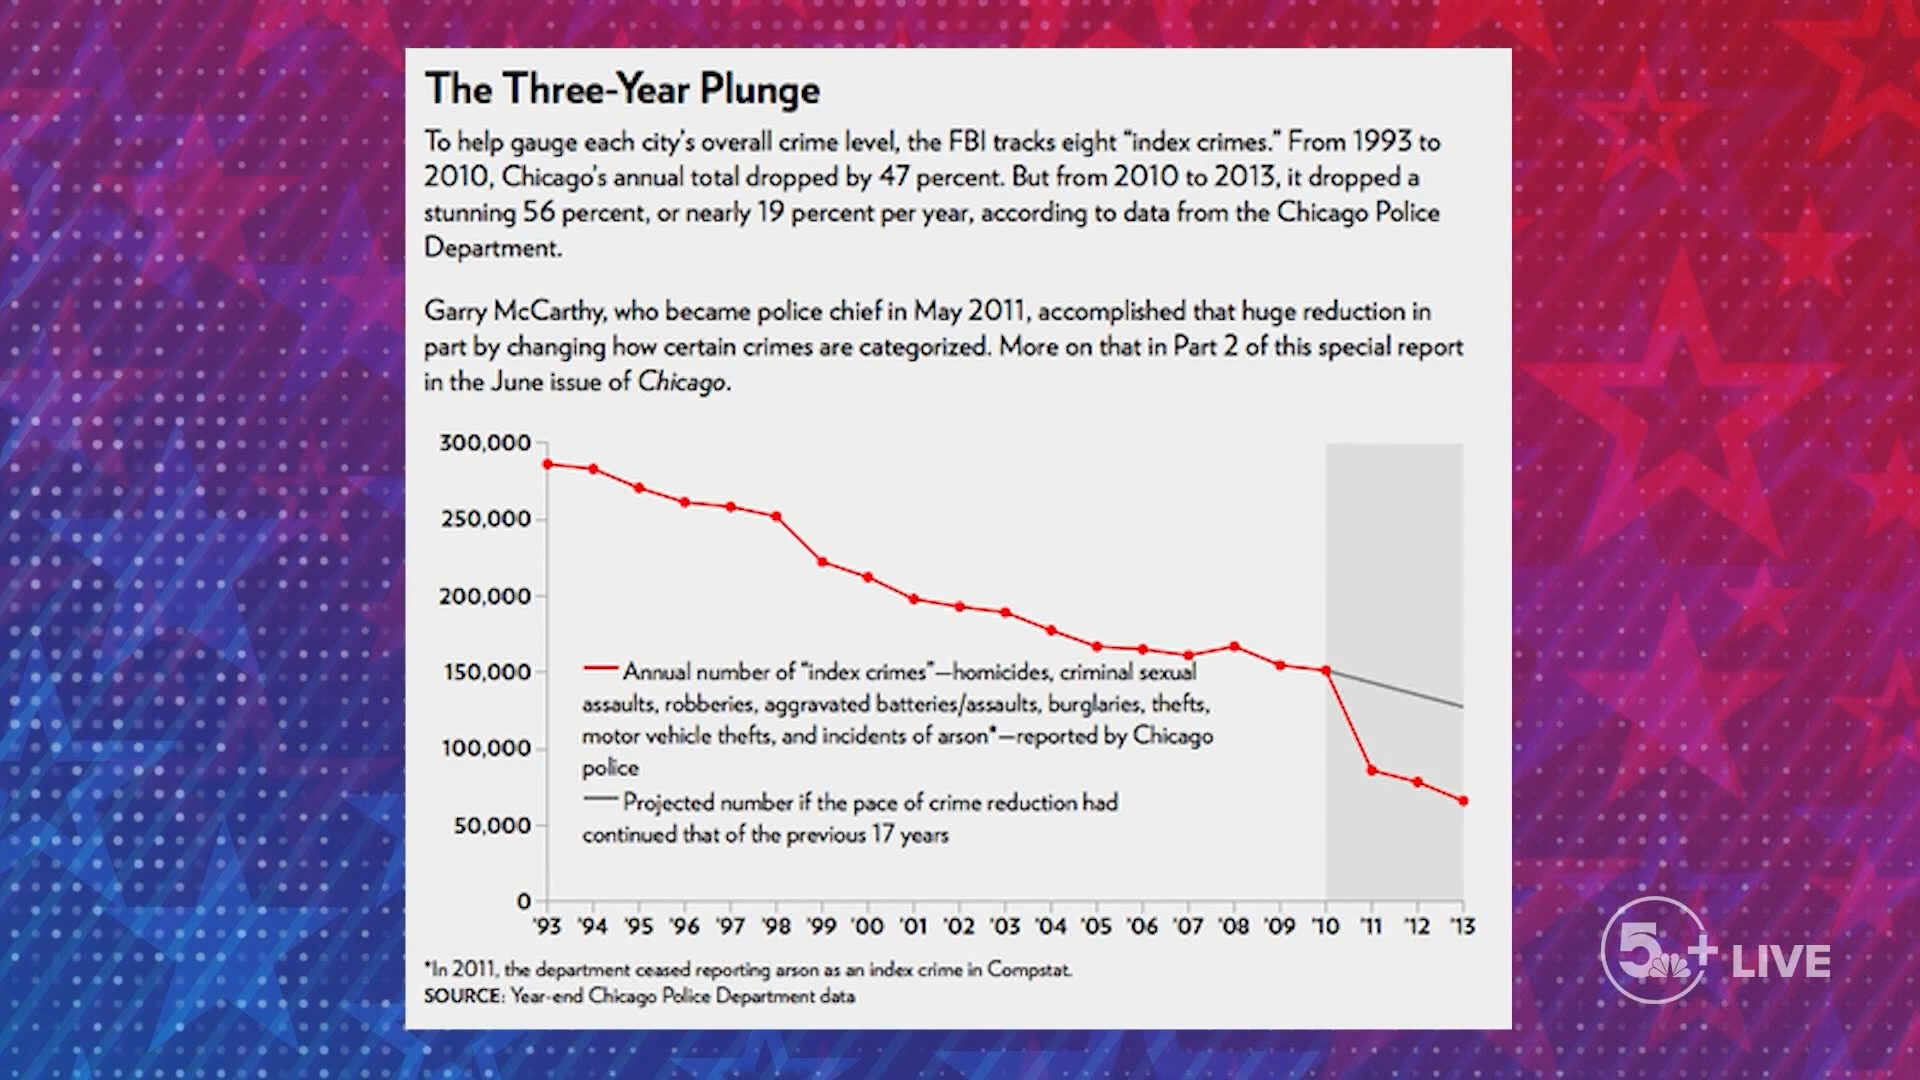 The Three-Year Plunge
To help gauge each city's overall crime level, the FBI tracks eight “index crimes.” From 1993 to
2010, Chicago's annual total dropped by 47 percent. But from 2010 to 2013, it dropped a
stunning 56 percent, or nearly 19 percent per year, according to data from the Chicago Police
Department.
Garry McCarthy, who became police chief in May 2011, accomplished that huge reduction in
part by changing how certain crimes are categorized. More on that in Part 2 of this special report
in the June issue of Chicago.
300,000
250,000
200,000
150,000
100,000
50,000
0
Annual number of “index crimes”—homicides, criminal sexual
assaults, robberies, aggravated batteries/assaults, burglaries, thefts,
motor vehicle thefts, and incidents of arson*—reported by Chicago
police
Projected number if the pace of crime reduction had
continued that of the previous 17 years
'93 '94 '95 '96 '97 '98 '99 '00 '01 '02 '03 '04 '05 '06 '07 '08 '09 '10 '11 '12 '13
*In 2011, the department ceased reporting arson as an index crime in Compstat.
SOURCE: Year-end Chicago Police Department data
5+ LIVE